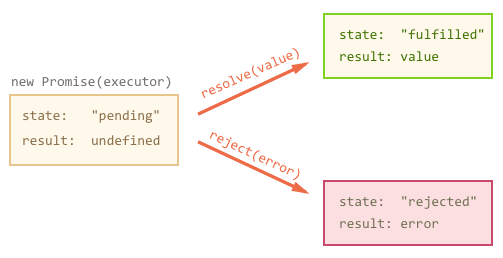 new Promise(executor)
state: "pending"
result: undefined
resolve(value)
reject(error)
state: "fulfilled"
result: value
state: "rejected"
result: error